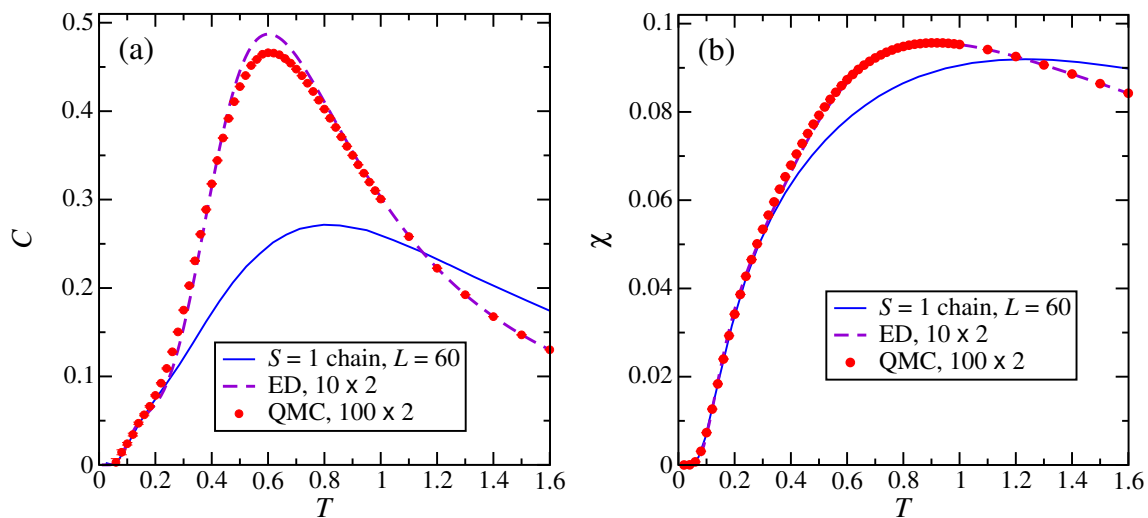 (a)
C
0.5
0.4
0.3
0.2
0.1
0
0 0.2 0.4 0.6 0.8 1.0 1.2 1.4 1.6
T
S = 1 chain, L = 60
ED, 10 x 2
QMC, 100 x 2
(b)
χ
0.1
0.08
0.06
0.04
0.02
0
0 0.2 0.4 0.6 0.8 1 1.2 1.4 1.6
T
S = 1 chain, L = 60
ED, 10 x 2
QMC, 100 x 2